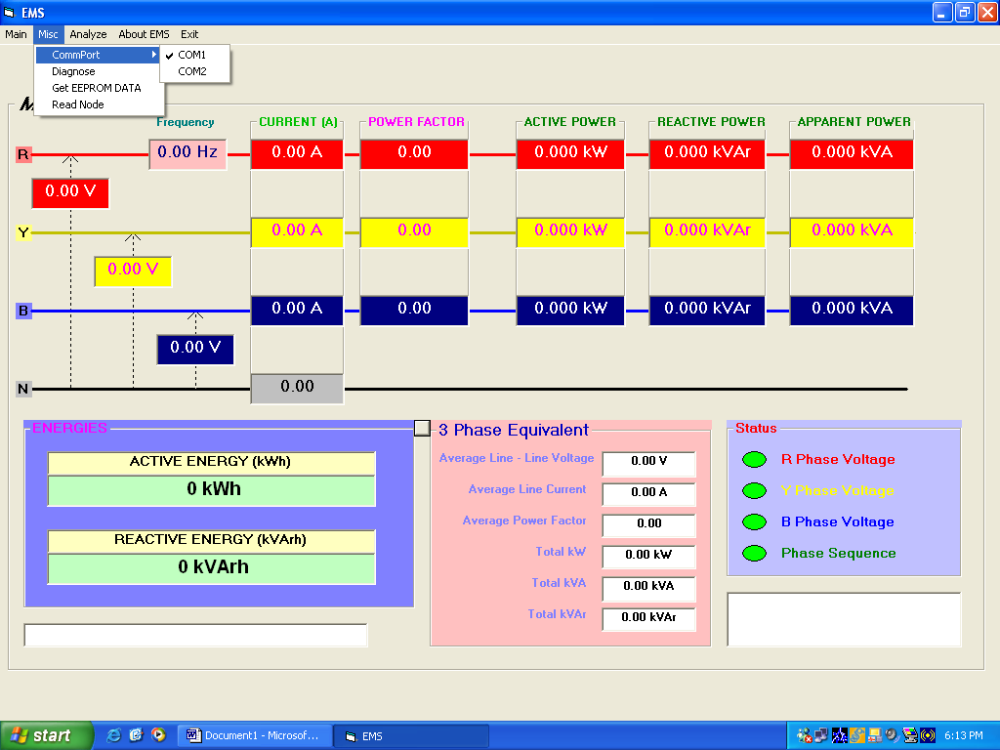 EMS
Main Misc Analyze About EMS Exit
CommPort COM1
Diagnose COM2
Get EEPROM DATA
Read Node
Frequency CURRENT (A) POWER FACTOR ACTIVE POWER REACTIVE POWER APPARENT POWER
R 0.00 Hz 0.00 A 0.00 0.000 kW 0.000 kVAr 0.000 kVA
0.00 V
Y 0.00 A 0.00 0.000 kW 0.000 kVAr 0.000 kVA
0.00 V
B 0.00 A 0.00 0.000 kW 0.000 kVAr 0.000 kVA
0.00 V
N 0.00
ENERGIES
ACTIVE ENERGY (kWh)
0 kWh
REACTIVE ENERGY (kVArh)
0 kVArh
3 Phase Equivalent
Average Line - Line Voltage 0.00 V
Average Line Current 0.00 A
Average Power Factor 0.00
Total kW 0.00 kW
Total kVA 0.00 kVA
Total kVAr 0.00 kVAr
Status
R Phase Voltage
Y Phase Voltage
B Phase Voltage
Phase Sequence
start Document1 - Microsof... EMS 6:13 PM